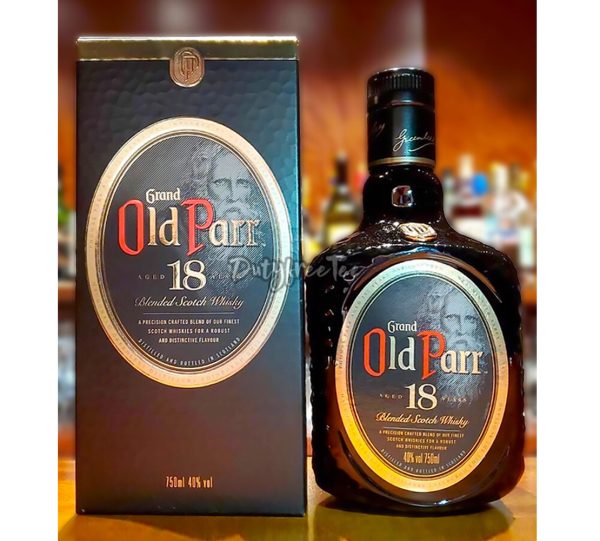 Grand
Old Parr
AGED 18 YEARS
Blended Scotch Whisky
A PRECISION CRAFTED BLEND OF OUR FINEST
SCOTCH WHISKIES FOR A ROBUST
AND DISTINCTIVE FLAVOUR
DISTILLED AND BOTTLED IN SCOTLAND
750ml 40% vol
DutyfreeTec
Grand
Old Parr
AGED 18 YEARS
Blended Scotch Whisky
A PRECISION CRAFTED BLEND OF OUR FINEST
SCOTCH WHISKIES FOR A ROBUST
AND DISTINCTIVE FLAVOUR
40% vol 750ml
DISTILLED AND BOTTLED IN SCOTLAND